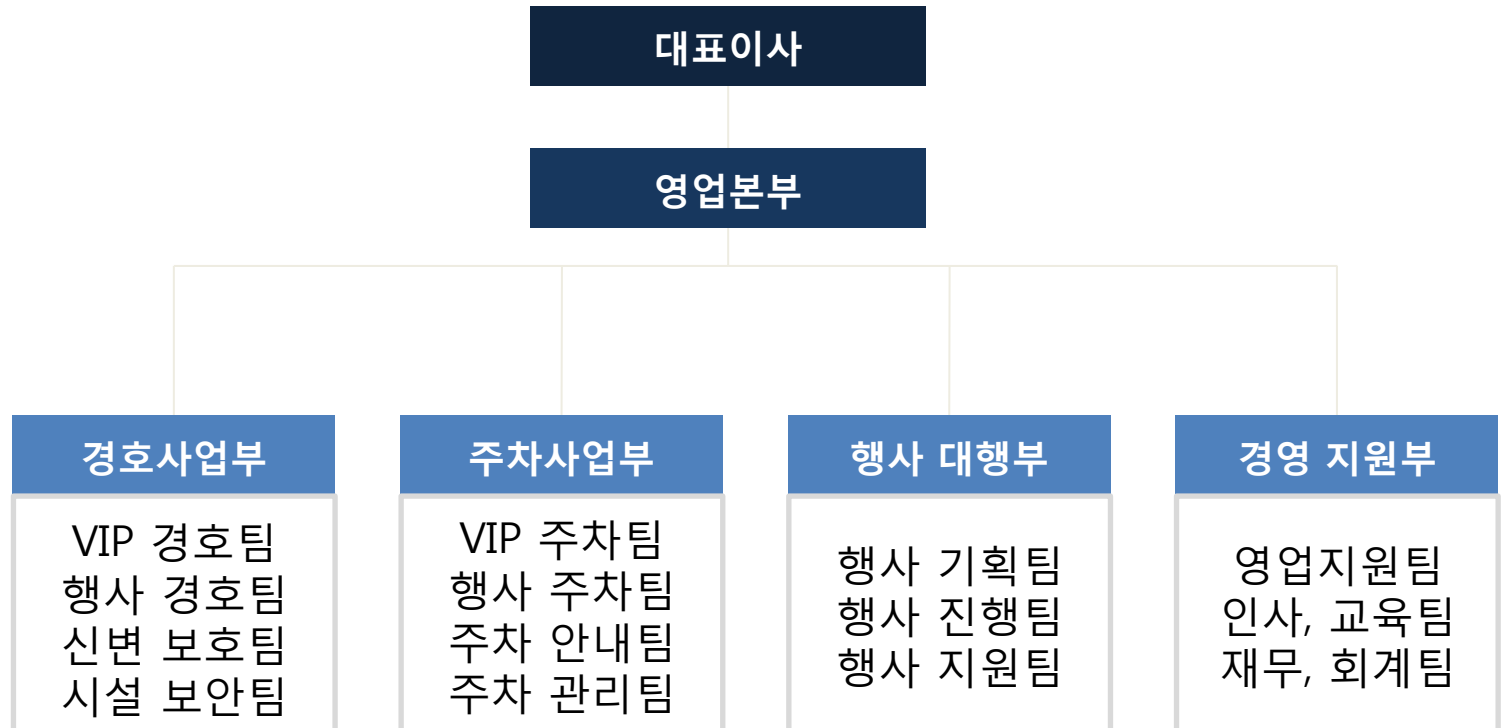 대표이사
영업본부
경호사업부
VIP 경호팀
행사 경호팀
신변 보호팀
시설 보안팀
주차사업부
VIP 주차팀
행사 주차팀
주차 안내팀
주차 관리팀
행사 대행부
행사 기획팀
행사 진행팀
행사 지원팀
경영 지원부
영업지원팀
인사, 교육팀
재무, 회계팀